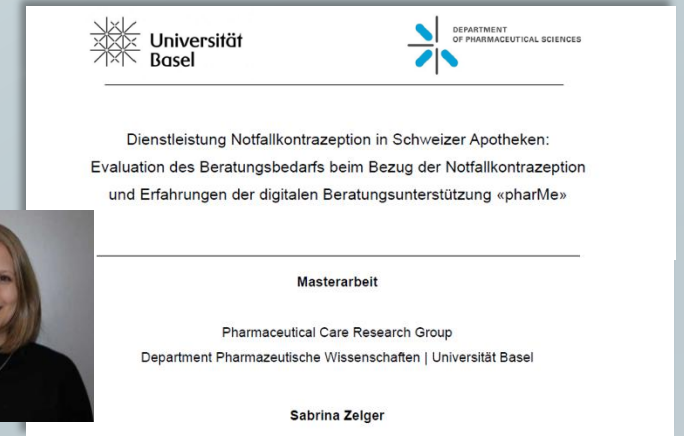 Universität
Basel
DEPARTMENT
OF PHARMACEUTICAL SCIENCES
Dienstleistung Notfallkontrazeption in Schweizer Apotheken:
Evaluation des Beratungsbedarfs beim Bezug der Notfallkontrazeption
und Erfahrungen der digitalen Beratungsunterstützung «pharMe»
Masterarbeit
Pharmaceutical Care Research Group
Department Pharmazeutische Wissenschaften | Universität Basel
Sabrina Zelger